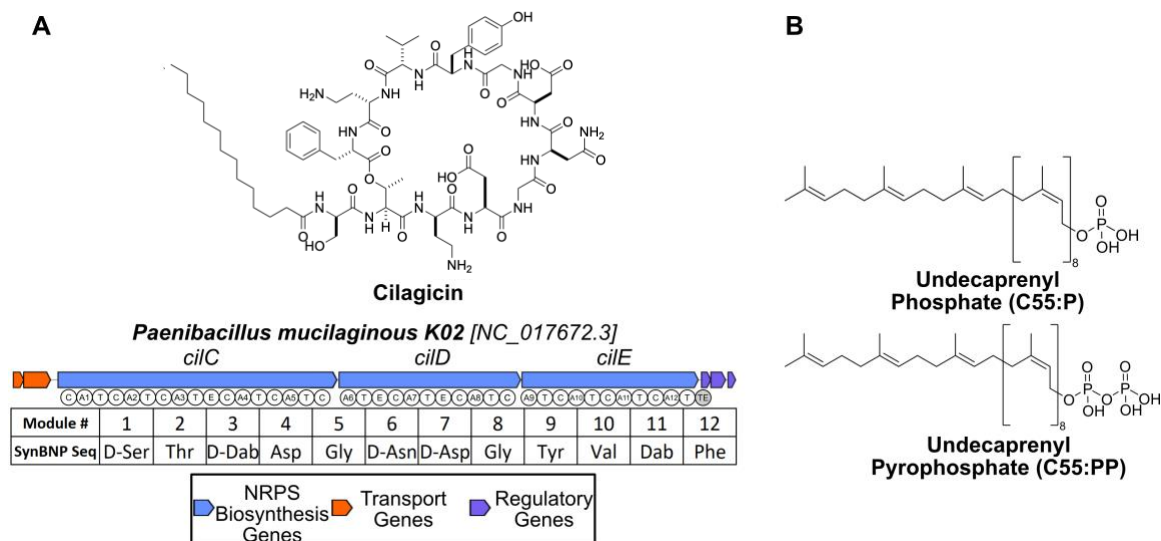 A
B
OH
O H O HO O
O N H N H N NH O
H2N NH O O NH NH2
O O O
NH HN
O HO O O
O O O O
H N O N H N N H NH
O N H H O N H O
HO
NH2
Cilagicin
O
O P OH
OH
8
Undecaprenyl
Phosphate (C55:P)
Paenibacillus mucilaginous K02 [NC_017672.3]
cilC cilD cilE
C A1 T C A2 T C A3 T E C A4 T C A5 T C A6 T E C A7 T E C A8 T C A9 T C A10 T C A11 T C A12 T TE
Module # 1 2 3 4 5 6 7 8 9 10 11 12
SynBNP Seq D-Ser Thr D-Dab Asp Gly D-Asn D-Asp Gly Tyr Val Dab Phe
NRPS Biosynthesis Genes
Transport Genes
Regulatory Genes
O O
O P O P OH
OH OH
8
Undecaprenyl
Pyrophosphate (C55:PP)